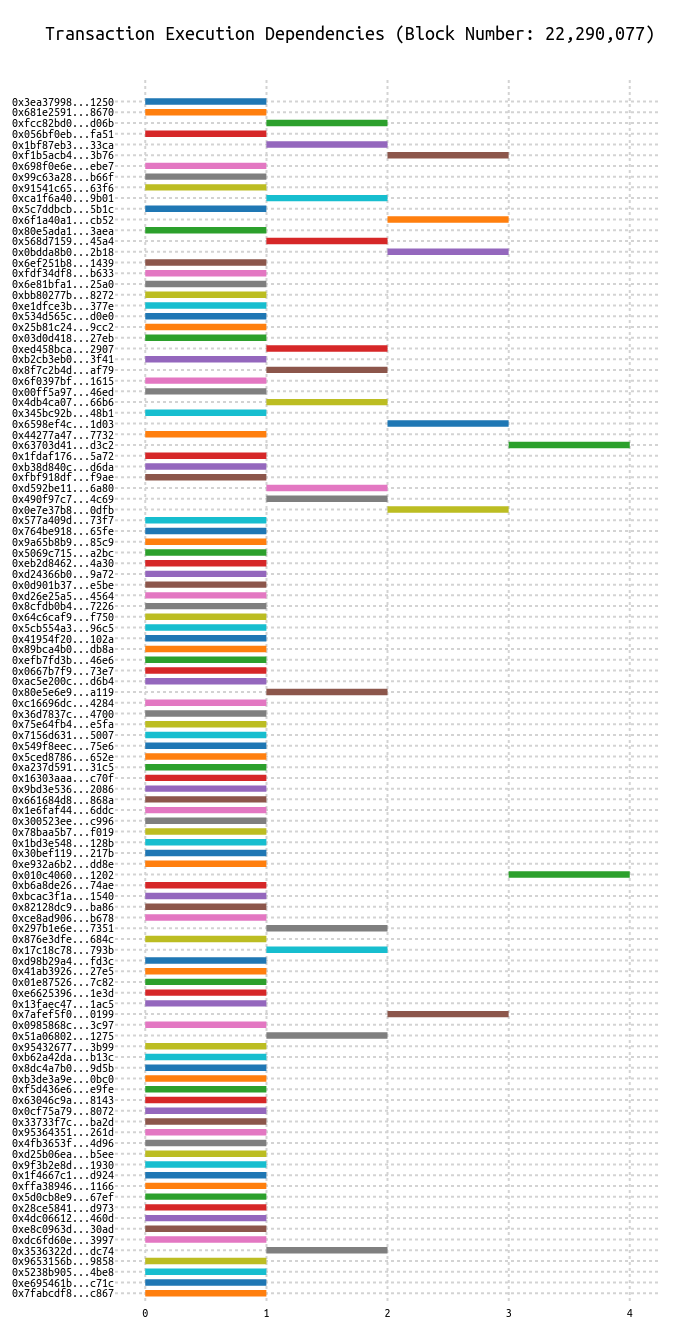 Transaction Execution Dependencies (Block Number: 22,290,077)
0x3ea37998...1250
0x681e2591...8670
0xfcc82bd0...d06b
0x056bf0eb...fa51
0x1bf87eb3...33ca
0xf1b5acb4...3b76
0x698f0e6e...ebe7
0x99c63a28...b66f
0x91541c65...63f6
0xca1f6a40...9b01
0x5c7ddbcb...5b1c
0x6f1a40a1...cb52
0x80e5ada1...3aea
0x568d7159...45a4
0x0bdda8b0...2b18
0x6ef251b8...1439
0xfdf34df8...b633
0x6e81bfa1...25a0
0xbb80277b...8272
0xe1dfce3b...377e
0x534d565c...d0e0
0x25b81c24...9cc2
0x03d0d418...27eb
0xed458bca...2907
0xb2cb3eb0...3f41
0x8f7c2b4d...af79
0x6f0397bf...1615
0x00ff5a97...46ed
0x4db4ca07...66b6
0x345bc92b...48b1
0x6598ef4c...1d03
0x44277a47...7732
0x63703d41...d3c2
0x1fdaf176...5a72
0xb38d840c...d6da
0xfbf918df...f9ae
0xd592be11...6a80
0x490f97c7...4c69
0x0e7e37b8...0dfb
0x577a409d...73f7
0x764be918...65fe
0x9a65b8b9...85c9
0x5069c715...a2bc
0xeb2d8462...4a30
0xd24366b0...9a72
0x0d901b37...e5be
0xd26e25a5...4564
0x8cfdb0b4...7226
0x64c6caf9...f750
0x5cb554a3...96c5
0x41954f20...102a
0x89bca4b0...db8a
0xefb7fd3b...46e6
0x0667b7f9...73e7
0xac5e200c...d6b4
0x80e5e6e9...a119
0xc16696dc...4284
0x36d7837c...4700
0x75e64fb4...e5fa
0x7156d631...5007
0x549f8eec...75e6
0x5ced8786...652e
0xa237d591...31c5
0x16303aaa...c70f
0x9bd3e536...2086
0x661684d8...868a
0x1e6faf44...6ddc
0x300523ee...c996
0x78baa5b7...f019
0x1bd3e548...128b
0x30bef119...217b
0xe932a6b2...dd8e
0x010c4060...1202
0xb6a8de26...74ae
0xbcac3f1a...1540
0x82128dc9...ba86
0xce8ad906...b678
0x297b1e6e...7351
0x876e3dfe...684c
0x17c18c78...793b
0xd98b29a4...fd3c
0x41ab3926...27e5
0x01e87526...7c82
0xe6625396...1e3d
0x13faec47...1ac5
0x7afef5f0...0199
0x0985868c...3c97
0x51a06802...1275
0x95432677...3b99
0xb62a42da...b13c
0x8dc4a7b0...9d5b
0xb3de3a9e...0bc0
0xf5d436e6...e9fe
0x63046c9a...8143
0x0cf75a79...8072
0x33733f7c...ba2d
0x95364351...261d
0x4fb3653f...4d96
0xd25b06ea...b5ee
0x9f3b2e8d...1930
0x1f4667c1...d924
0xffa38946...1166
0x5d0cb8e9...67ef
0x28ce5841...d973
0x4dc06612...460d
0xe8c0963d...30ad
0xdc6fd60e...3997
0x3536322d...dc74
0x9653156b...9858
0x5238b905...4be8
0xe695461b...c71c
0x7fabcdf8...c867
0 1 2 3 4